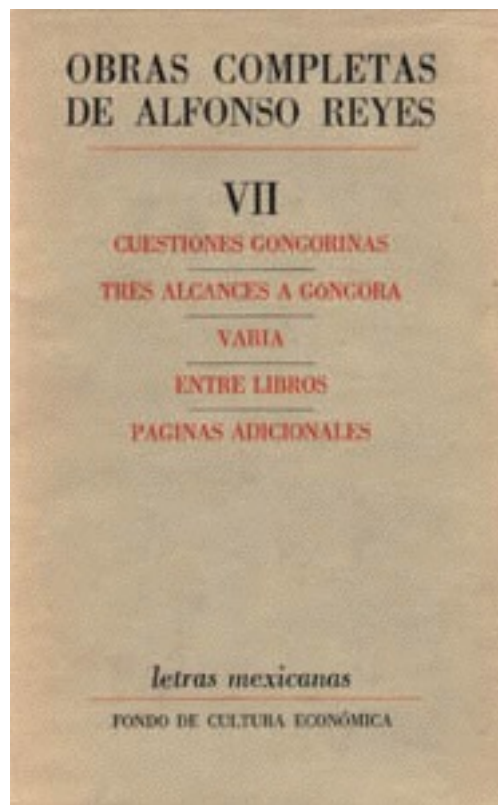 OBRAS COMPLETAS
DE ALFONSO REYES
VII
CUESTIONES GONGORINAS
TRES ALCANCES A GONGORA
VARIA
ENTRE LIBROS
PAGINAS ADICIONALES
letras mexicanas
FONDO DE CULTURA ECONÓMICA